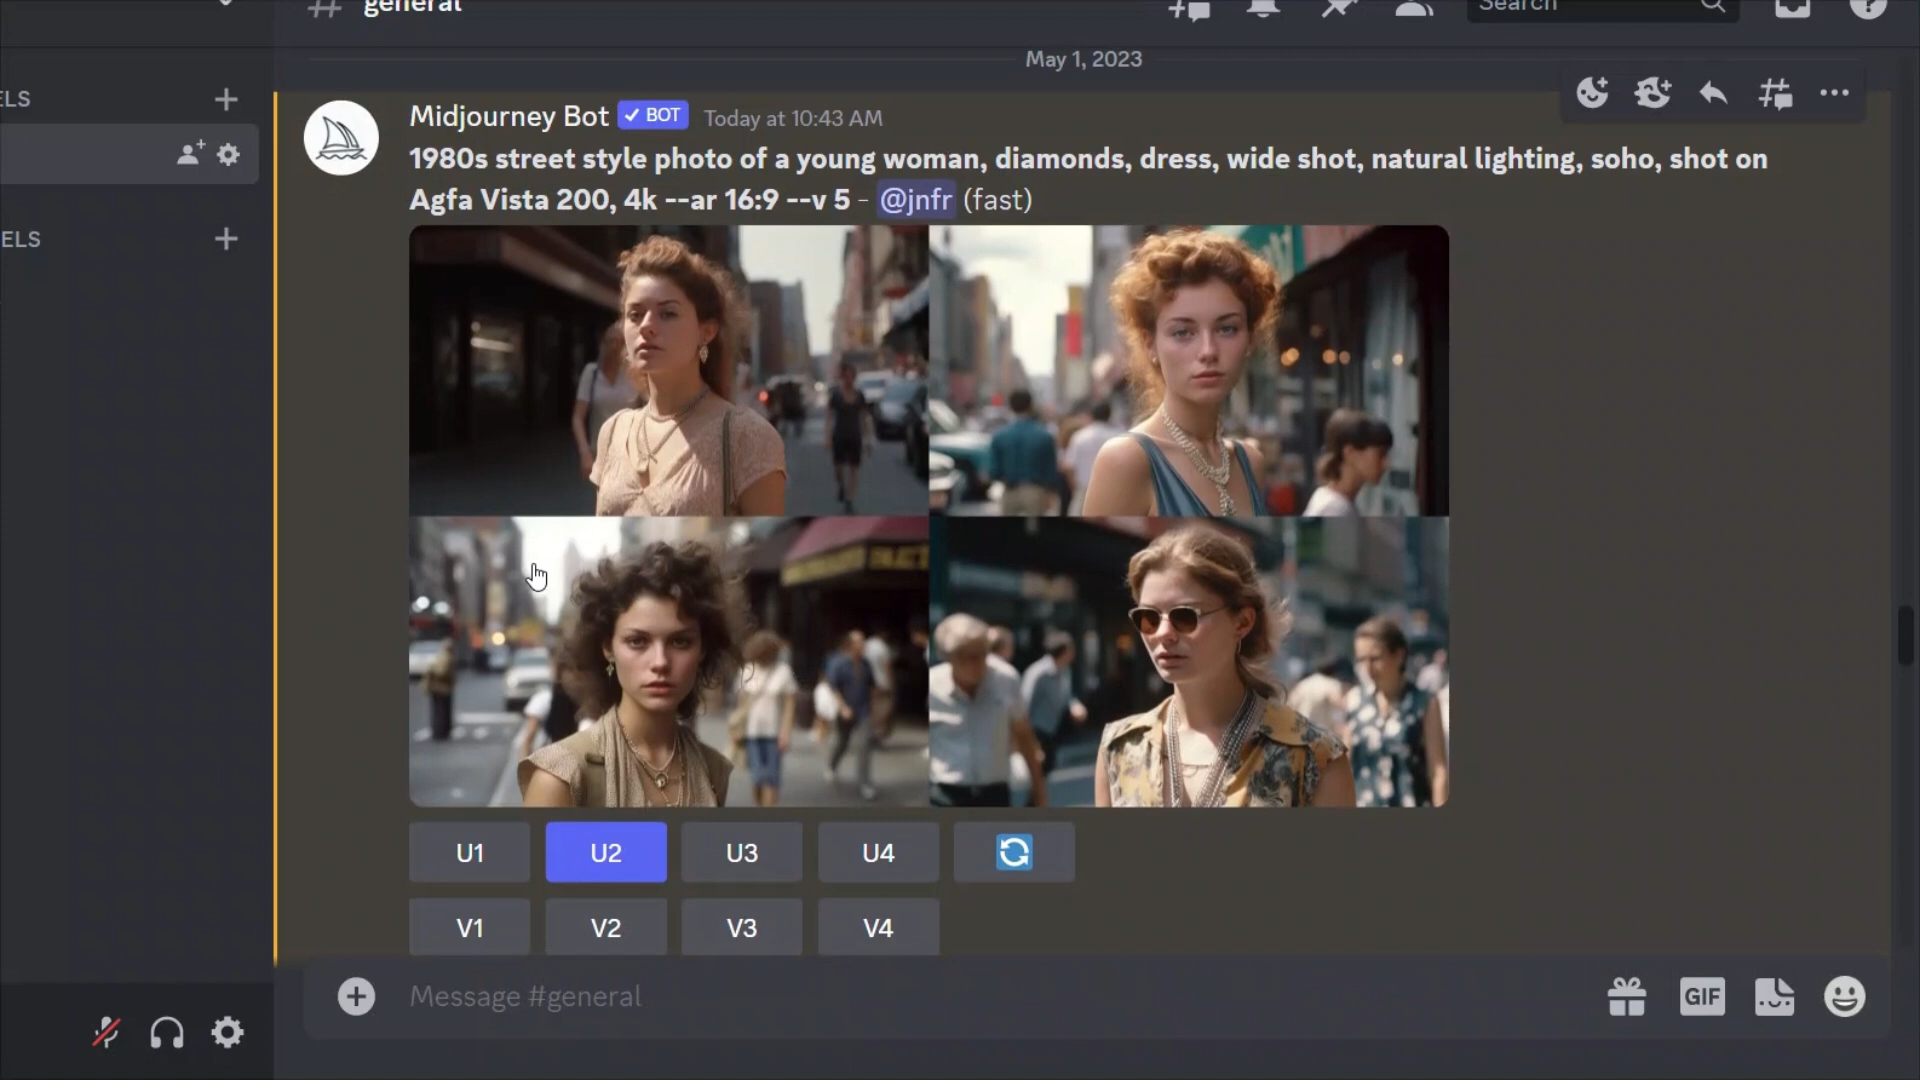 general
Search
May 1, 2023
ELS
Midjourney Bot ✓ BOT Today at 10:43 AM
1980s street style photo of a young woman, diamonds, dress, wide shot, natural lighting, soho, shot on
Agfa Vista 200, 4k --ar 16:9 --v 5 - @jnfr (fast)
ELS
U1 U2 U3 U4
V1 V2 V3 V4
Message #general
GIF